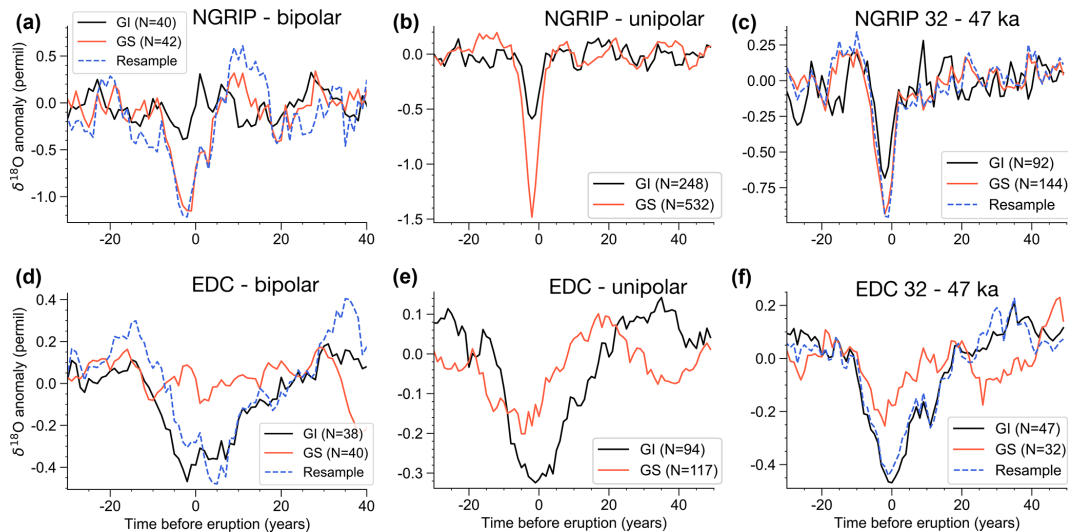 (a) NGRIP - bipolar
GI (N=40)
GS (N=42)
Resample
δ18O anomaly (permil)
1.0
0.5
0.0
-0.5
-1.0
-20 0 20 40
(b) NGRIP - unipolar
0.0
-0.5
-1.0
-1.5
GI (N=248)
GS (N=532)
-20 0 20 40
(c) NGRIP 32 - 47 ka
0.25
0.00
-0.25
-0.50
-0.75
GI (N=92)
GS (N=144)
Resample
-20 0 20 40
(d) EDC - bipolar
δ18O anomaly (permil)
0.4
0.2
0.0
-0.2
-0.4
GI (N=38)
GS (N=40)
Resample
-20 0 20 40
Time before eruption (years)
(e) EDC - unipolar
0.1
0.0
-0.1
-0.2
-0.3
GI (N=94)
GS (N=117)
-20 0 20 40
Time before eruption (years)
(f) EDC 32 - 47 ka
0.2
0.0
-0.2
-0.4
GI (N=47)
GS (N=32)
Resample
-20 0 20 40
Time before eruption (years)